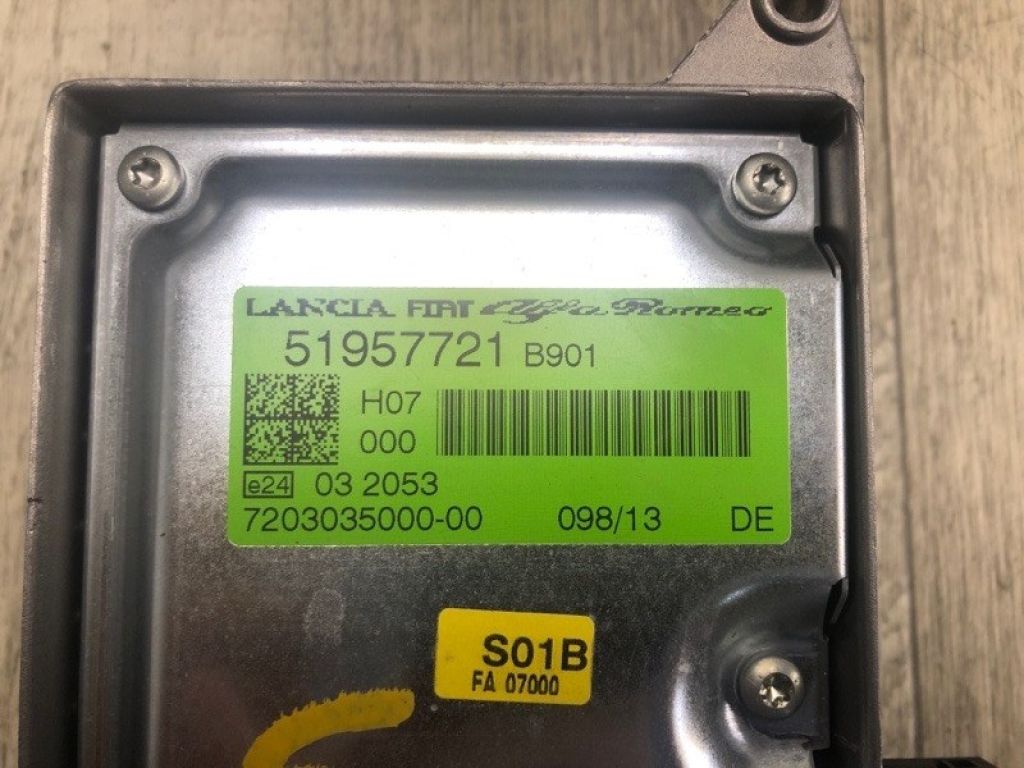 LANCIA FIAT Alfa Romeo
51957721 B901
H07
000
e24 03 2053
7203035000-00 098/13 DE
S01B
FA 07000